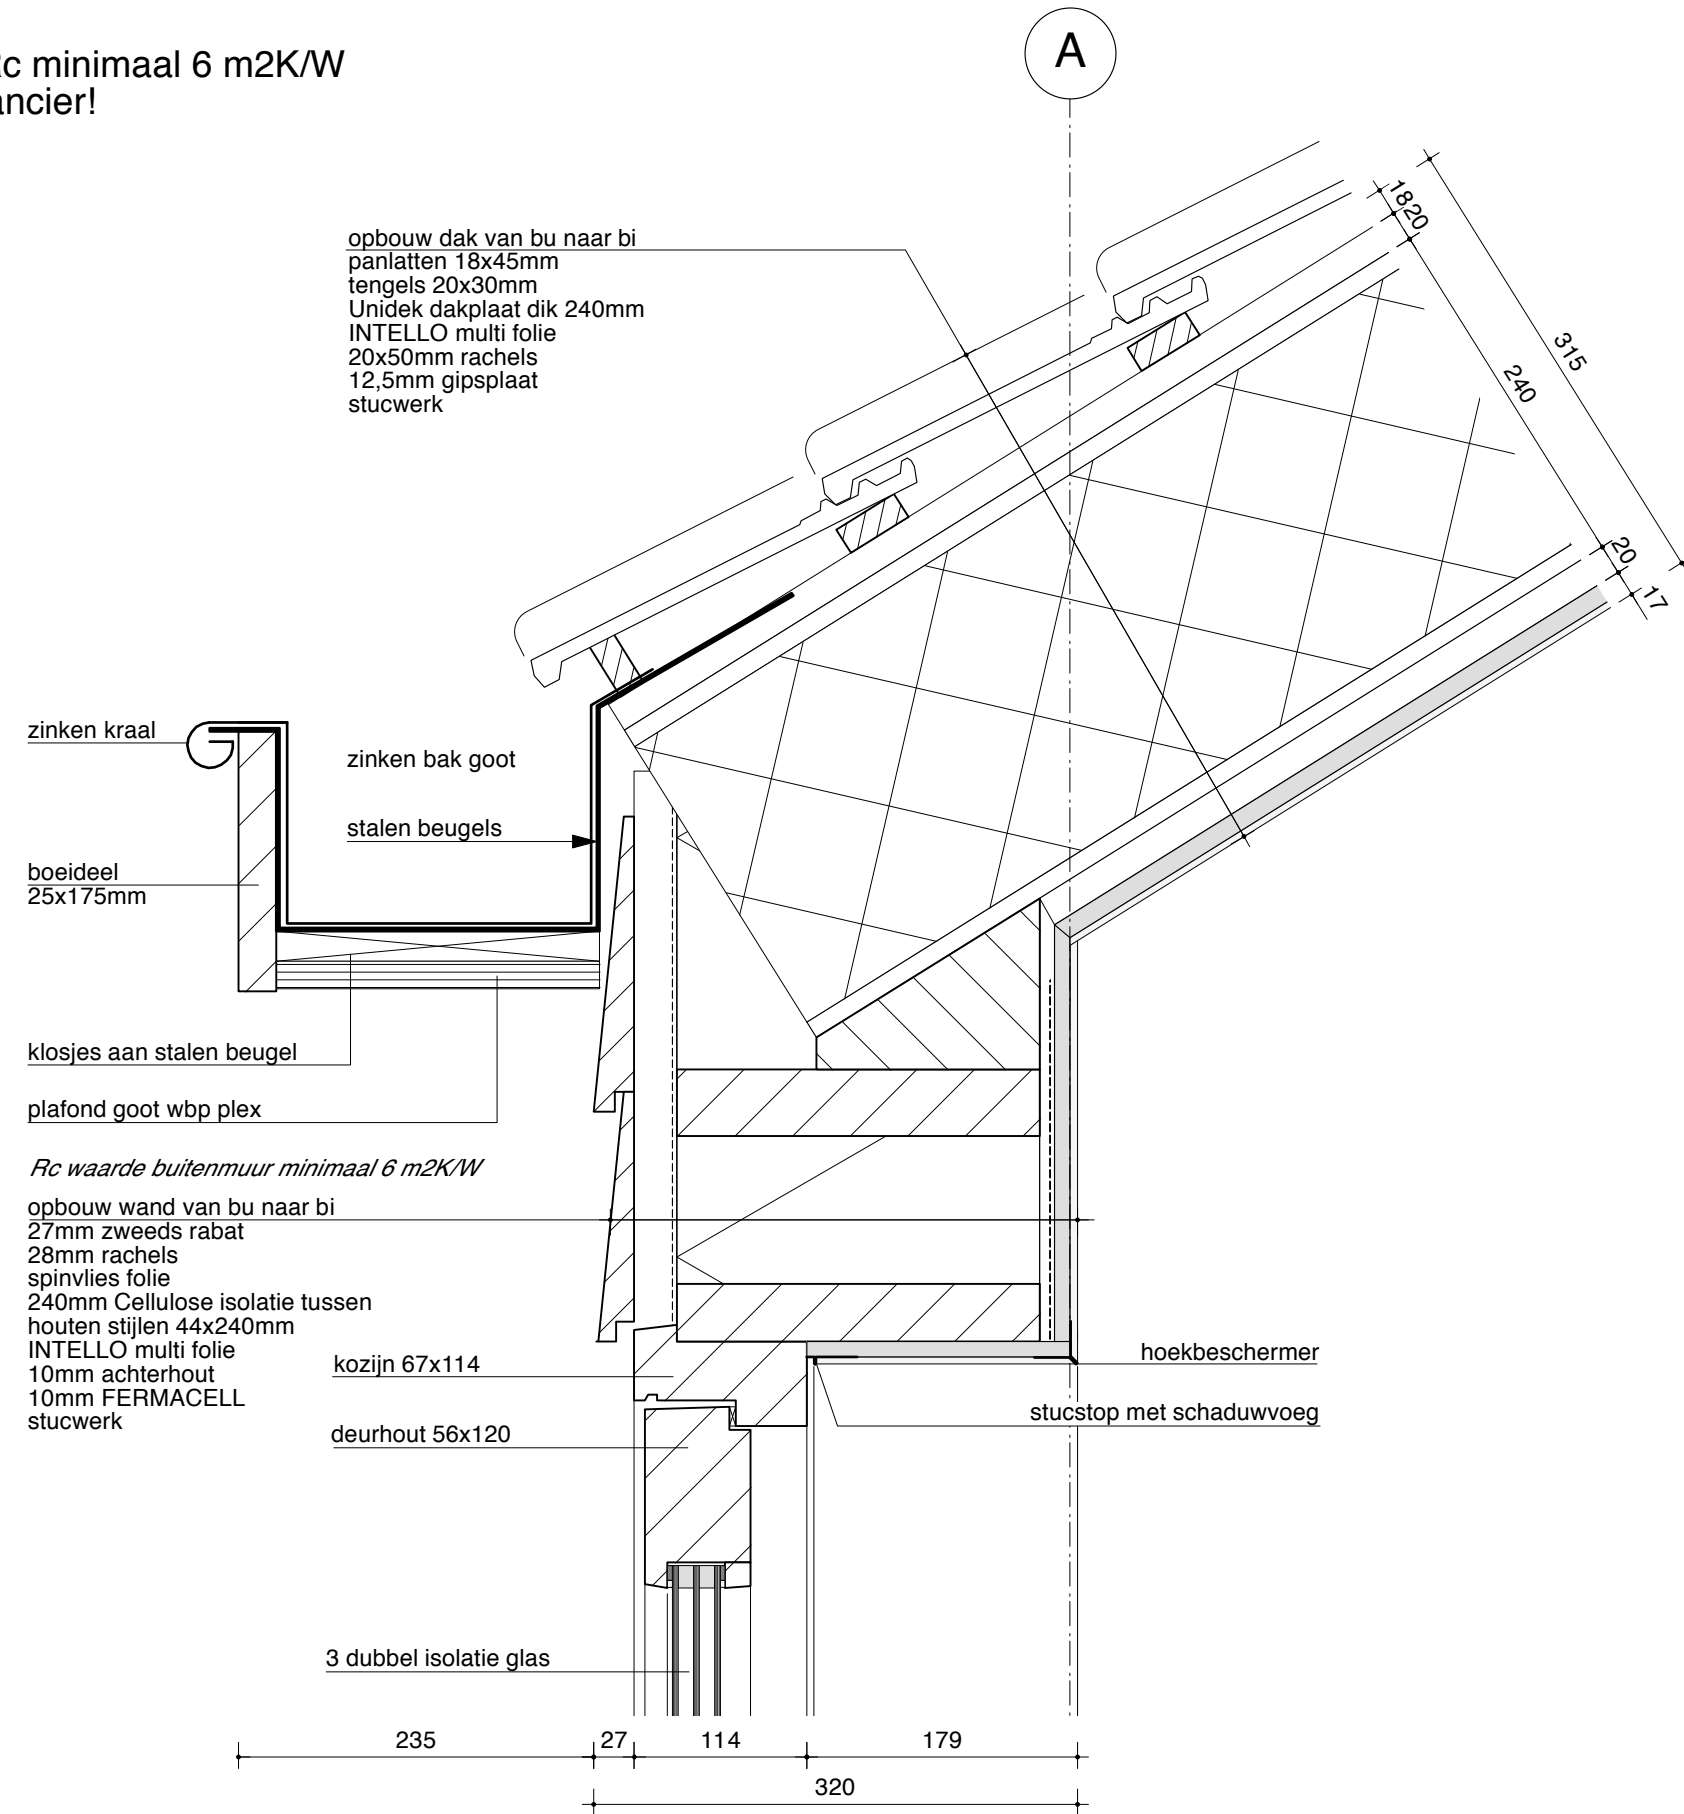 Rc minimaal 6 m2K/W
ancier!
A
opbouw dak van bu naar bi
panlatten 18x45mm
tengels 20x30mm
Unidek dakplaat dik 240mm
INTELLO multi folie
20x50mm rachels
12,5mm gipsplaat
stucwerk
1820
315
240
20
17
zinken kraal
zinken bak goot
stalen beugels
boeideel
25x175mm
klosjes aan stalen beugel
plafond goot wbp plex
Rc waarde buitenmuur minimaal 6 m2K/W
opbouw wand van bu naar bi
27mm zweeds rabat
28mm rachels
spinvlies folie
240mm Cellulose isolatie tussen
houten stijlen 44x240mm
INTELLO multi folie
10mm achterhout
10mm FERMACELL
stucwerk
kozijn 67x114
deurhout 56x120
hoekbeschermer
stucstop met schaduwvoeg
3 dubbel isolatie glas
235
27
114
179
320